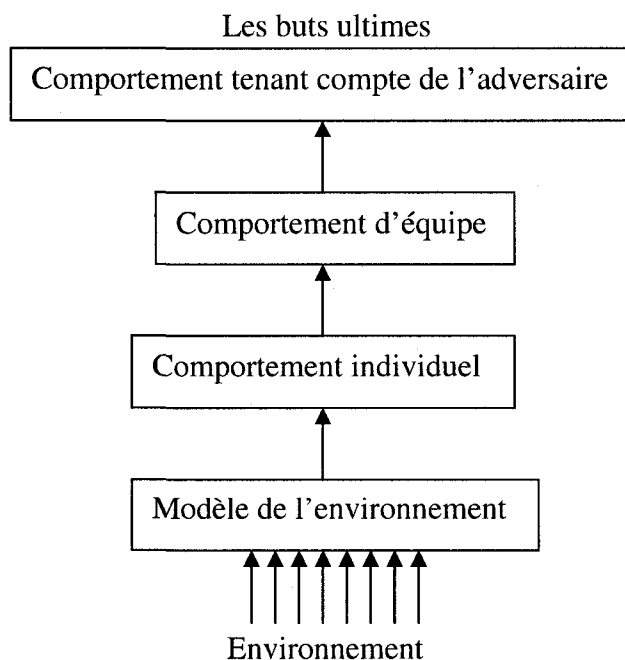 Les buts ultimes
Comportement tenant compte de l'adversaire
Comportement d'équipe
Comportement individuel
Modèle de l'environnement
Environnement